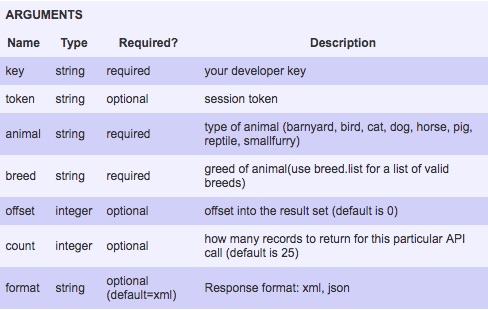 ARGUMENTS
Name Type Required? Description
key string required your developer key
token string optional session token
animal string required type of animal (barnyard, bird, cat, dog, horse, pig,
reptile, smallfurry)
breed string required greed of animal(use breed.list for a list of valid
breeds)
offset integer optional offset into the result set (default is 0)
count integer optional how many records to return for this particular API
call (default is 25)
format string optional
(default=xml) Response format: xml, json